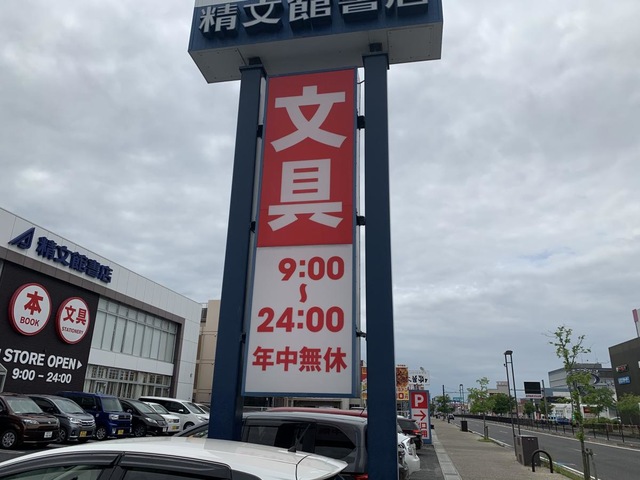 精文館書店
文具
9:00
~
24:00
年中無休
精文館書店
本
BOOK
文具
STATIONERY
STORE OPEN
9:00 - 24:00
P